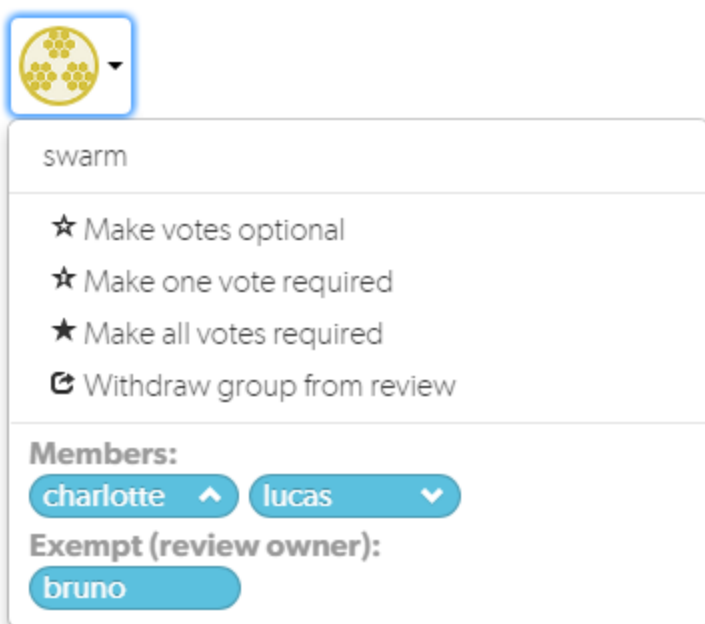 swarm
Make votes optional
Make one vote required
Make all votes required
Withdraw group from review
Members:
charlotte lucas
Exempt (review owner):
bruno